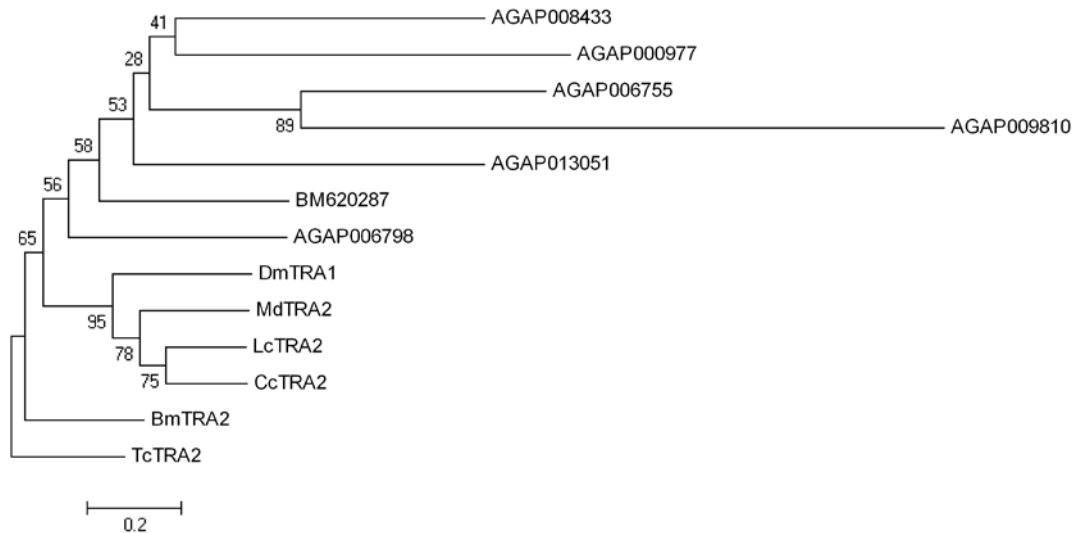 41
AGAP008433
AGAP000977
28
AGAP006755
53
89
AGAP009810
58
AGAP013051
56
BM620287
65
AGAP006798
DmTRA1
95
MdTRA2
78
LcTRA2
75
CcTRA2
BmTRA2
TcTRA2
0.2